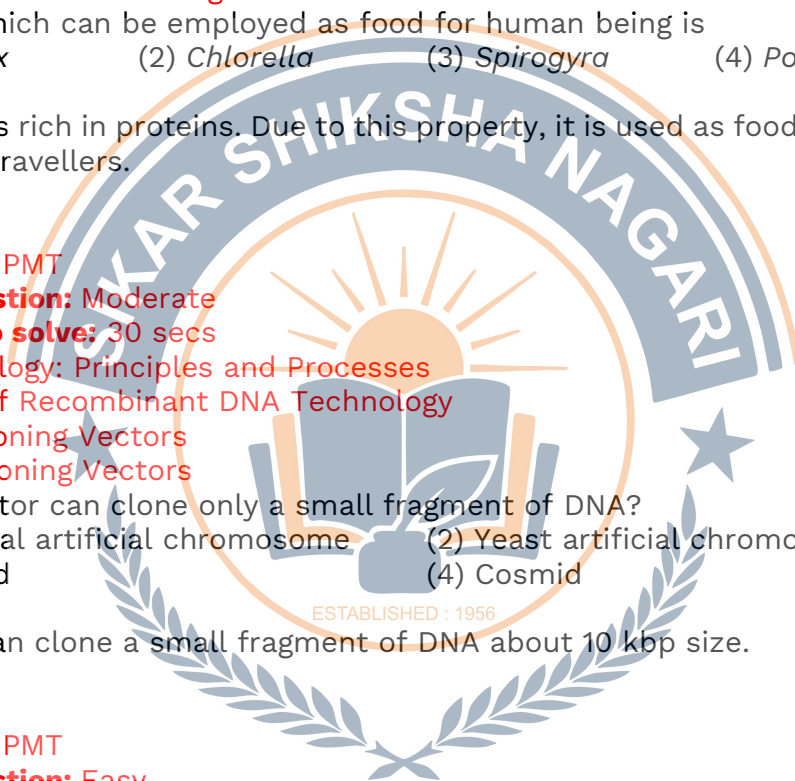 hich can be employed as food for human being is
x (2) Chlorella (3) Spirogyra (4) Po
s rich in proteins. Due to this property, it is used as food
ravellers.
SIKAR SHIKSHA NAGARI
PMT
stion: Moderate
o solve: 30 secs
logy: Principles and Processes
f Recombinant DNA Technology
oning Vectors
oning Vectors
tor can clone only a small fragment of DNA?
al artificial chromosome (2) Yeast artificial chromo
d (4) Cosmid
ESTABLISHED : 1956
an clone a small fragment of DNA about 10 kbp size.
PMT
stion: Easy